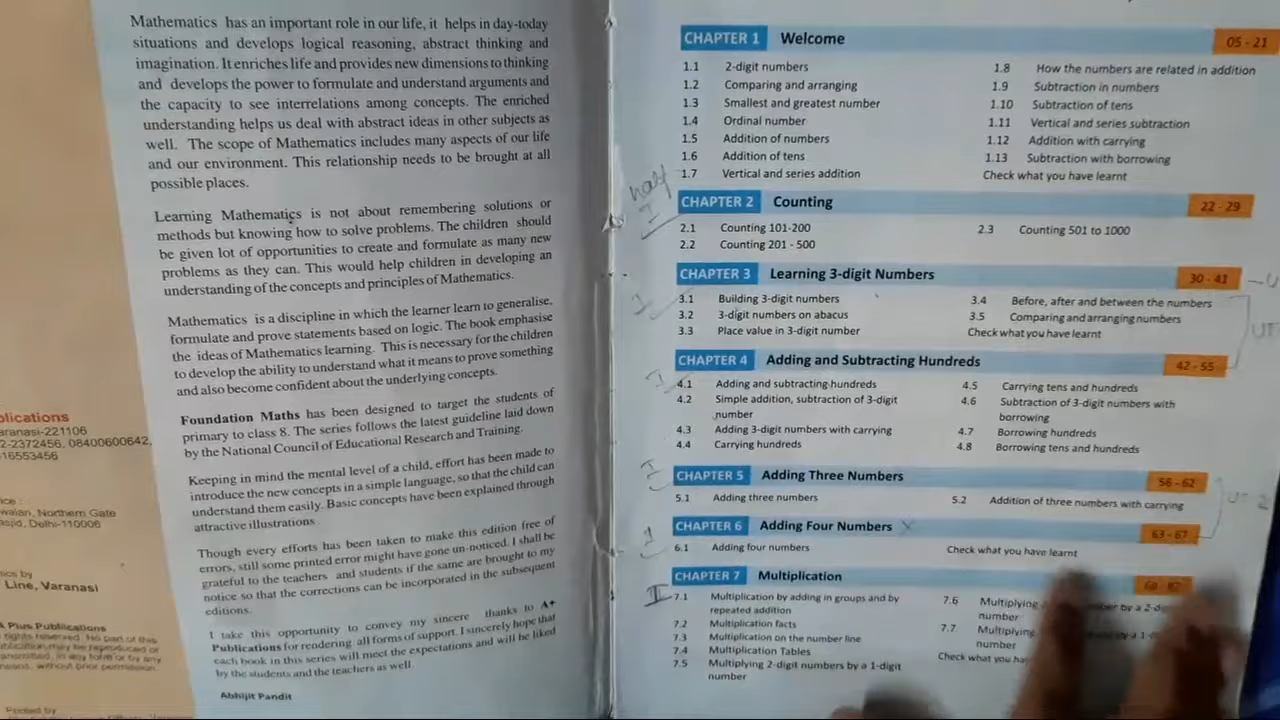 Mathematics has an important role in our life, it helps in day-today
situations and develops logical reasoning, abstract thinking and
imagination. It enriches life and provides new dimensions to thinking
and develops the power to formulate and understand arguments and
the capacity to see interrelations among concepts. The enriched
understanding helps us deal with abstract ideas in other subjects as
well. The scope of Mathematics includes many aspects of our life
and our environment. This relationship needs to be brought at all
possible places.
Learning Mathematics is not about remembering solutions or
methods but knowing how to solve problems. The children should
be given lot of opportunities to create and formulate as many new
problems as they can. This would help children in developing an
understanding of the concepts and principles of Mathematics.
Mathematics is a discipline in which the learner learn to generalise,
formulate and prove statements based on logic. The book emphasise
the ideas of Mathematics learning. This is necessary for the children
to develop the ability to understand what it means to prove something
and also become confident about the underlying concepts.
Foundation Maths has been designed to target the students of
primary to class 8. The series follows the latest guideline laid down
by the National Council of Educational Research and Training.
Keeping in mind the mental level of a child, effort has been made to
introduce the new concepts in a simple language, so that the child can
understand them easily. Basic concepts have been explained through
attractive illustrations
Though every efforts has been taken to make this edition free of
errors, still some printed error might have gone un-noticed. I shall be
grateful to the teachers and students if the same are brought to my
notice so that the corrections can be incorporated in the subsequent
editions.
I take this opportunity to convey my sincere thanks to A+
Publications for rendering all forms of support. I sincerely hope that
each book in this series will meet the expectations and will be liked
by the students and the teachers as well.
Abhijit Pandit
blications
aranasi-221106
2-2372456, 08400600642,
16553456
Northern Gate
Delhi-110006
Line, Varanasi
A Plus Publications
CHAPTER 1 Welcome 05 - 21
1.1 2-digit numbers
1.2 Comparing and arranging
1.3 Smallest and greatest number
1.4 Ordinal number
1.5 Addition of numbers
1.6 Addition of tens
1.7 Vertical and series addition
1.8 How the numbers are related in addition
1.9 Subtraction in numbers
1.10 Subtraction of tens
1.11 Vertical and series subtraction
1.12 Addition with carrying
1.13 Subtraction with borrowing
Check what you have learnt
half
I
CHAPTER 2 Counting 22 - 29
2.1 Counting 101-200
2.2 Counting 201 - 500
2.3 Counting 501 to 1000
CHAPTER 3 Learning 3-digit Numbers 30 - 41
3.1 Building 3-digit numbers
3.2 3-digit numbers on abacus
3.3 Place value in 3-digit number
3.4 Before, after and between the numbers
3.5 Comparing and arranging numbers
Check what you have learnt
CHAPTER 4 Adding and Subtracting Hundreds 42 - 55
4.1 Adding and subtracting hundreds
4.2 Simple addition, subtraction of 3-digit
number
4.3 Adding 3-digit numbers with carrying
4.4 Carrying hundreds
4.5 Carrying tens and hundreds
4.6 Subtraction of 3-digit numbers with
borrowing
4.7 Borrowing hundreds
4.8 Borrowing tens and hundreds
CHAPTER 5 Adding Three Numbers 56 - 62
5.1 Adding three numbers
5.2 Addition of three numbers with carrying
CHAPTER 6 Adding Four Numbers 63 - 67
6.1 Adding four numbers
Check what you have learnt
CHAPTER 7 Multiplication
II
7.1 Multiplication by adding in groups and by
repeated addition
7.2 Multiplication facts
7.3 Multiplication on the number line
7.4 Multiplication Tables
7.5 Multiplying 2-digit numbers by a 1-digit
number
7.6 Multiplying by a
number
7.7 Multiplying
number
Check what you